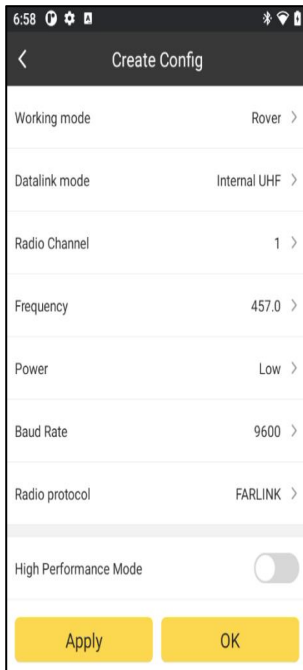 6:58
Create Config
Working mode Rover
Datalink mode Internal UHF
Radio Channel 1
Frequency 457.0
Power Low
Baud Rate 9600
Radio protocol FARLINK
High Performance Mode
Apply OK